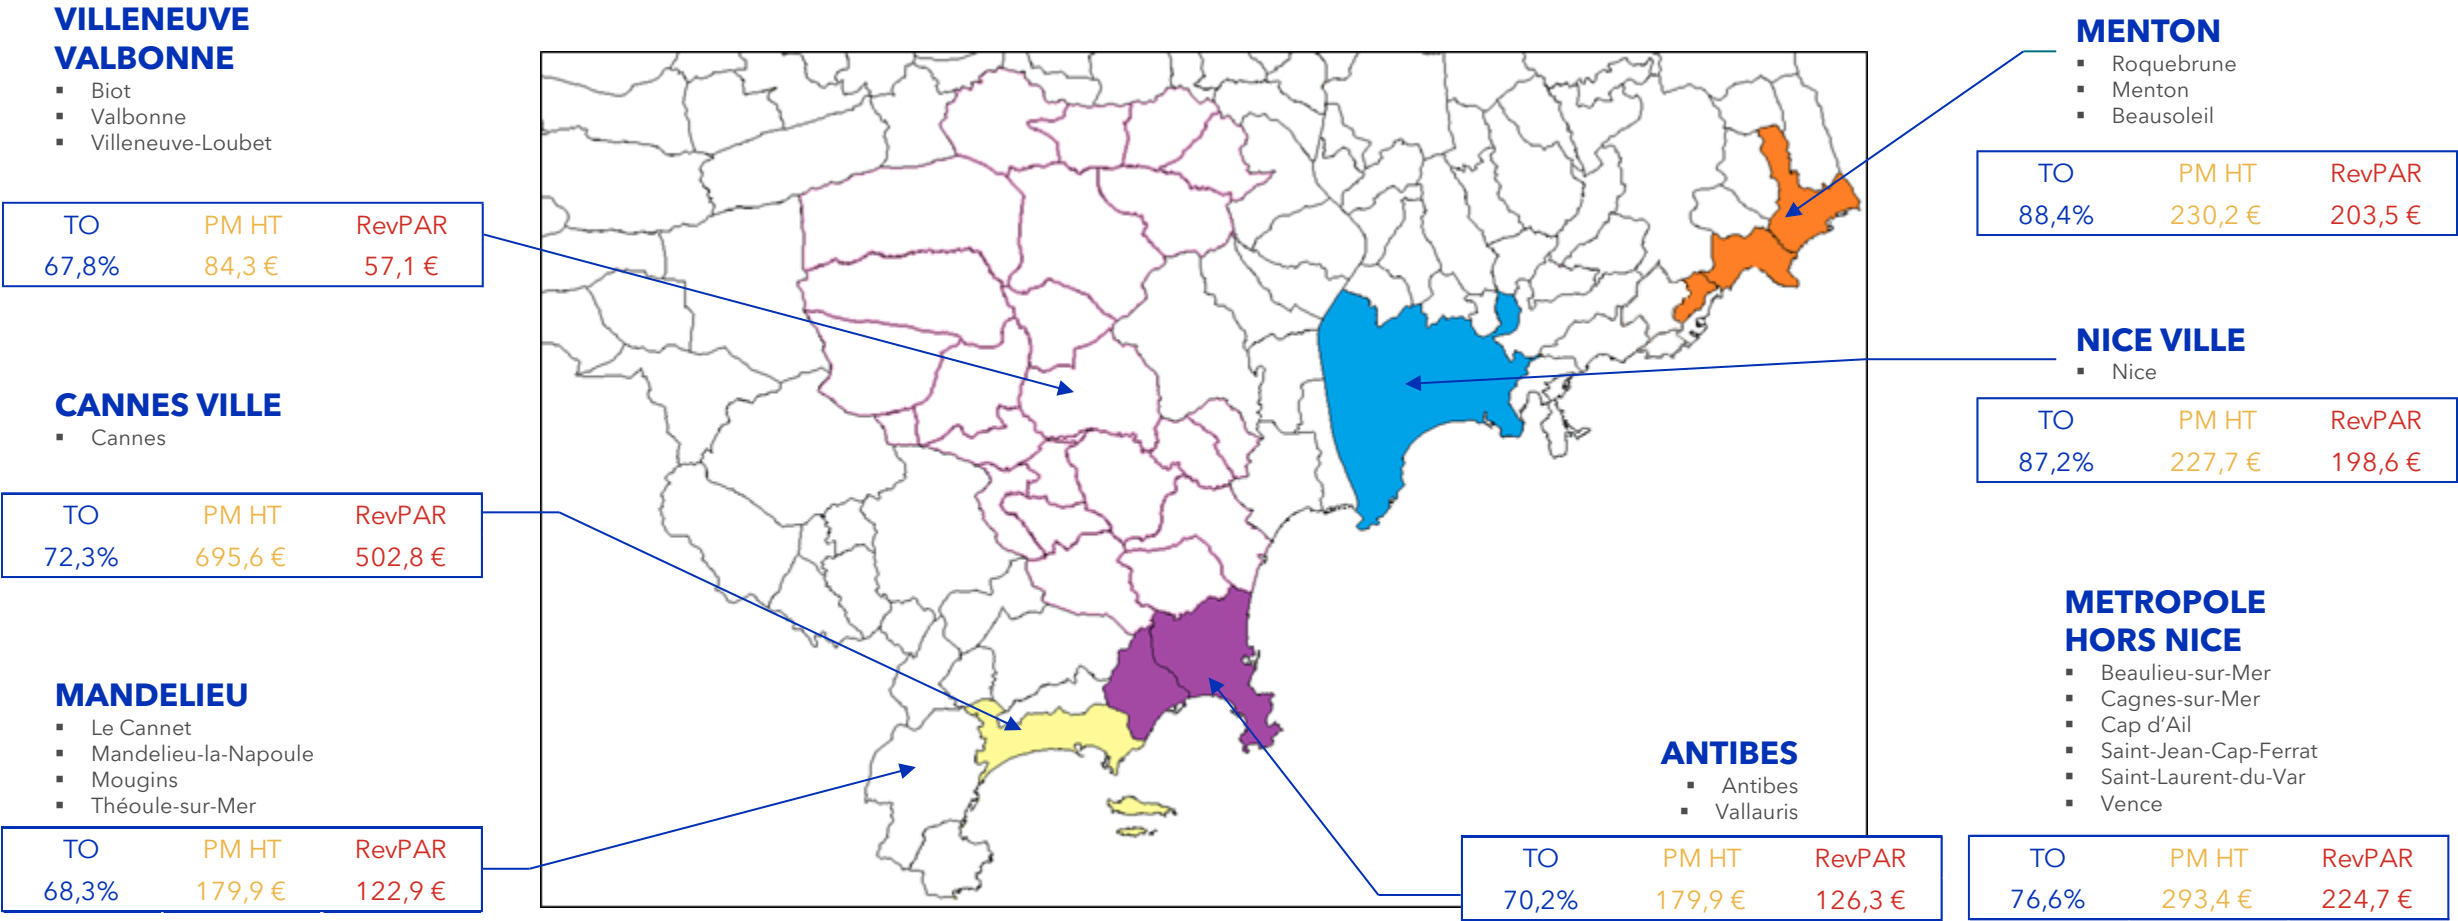 VILLENEUVE
VALBONNE
▪ Biot
▪ Valbonne
▪ Villeneuve-Loubet
TO PM HT RevPAR
67,8% 84,3 € 57,1 €
CANNES VILLE
▪ Cannes
TO PM HT RevPAR
72,3% 695,6 € 502,8 €
MANDELIEU
▪ Le Cannet
▪ Mandelieu-la-Napoule
▪ Mougins
▪ Théoule-sur-Mer
TO PM HT RevPAR
68,3% 179,9 € 122,9 €
MENTON
▪ Roquebrune
▪ Menton
▪ Beausoleil
TO PM HT RevPAR
88,4% 230,2 € 203,5 €
NICE VILLE
▪ Nice
TO PM HT RevPAR
87,2% 227,7 € 198,6 €
ANTIBES
▪ Antibes
▪ Vallauris
TO PM HT RevPAR
70,2% 179,9 € 126,3 €
METROPOLE
HORS NICE
▪ Beaulieu-sur-Mer
▪ Cagnes-sur-Mer
▪ Cap d’Ail
▪ Saint-Jean-Cap-Ferrat
▪ Saint-Laurent-du-Var
▪ Vence
TO PM HT RevPAR
76,6% 293,4 € 224,7 €